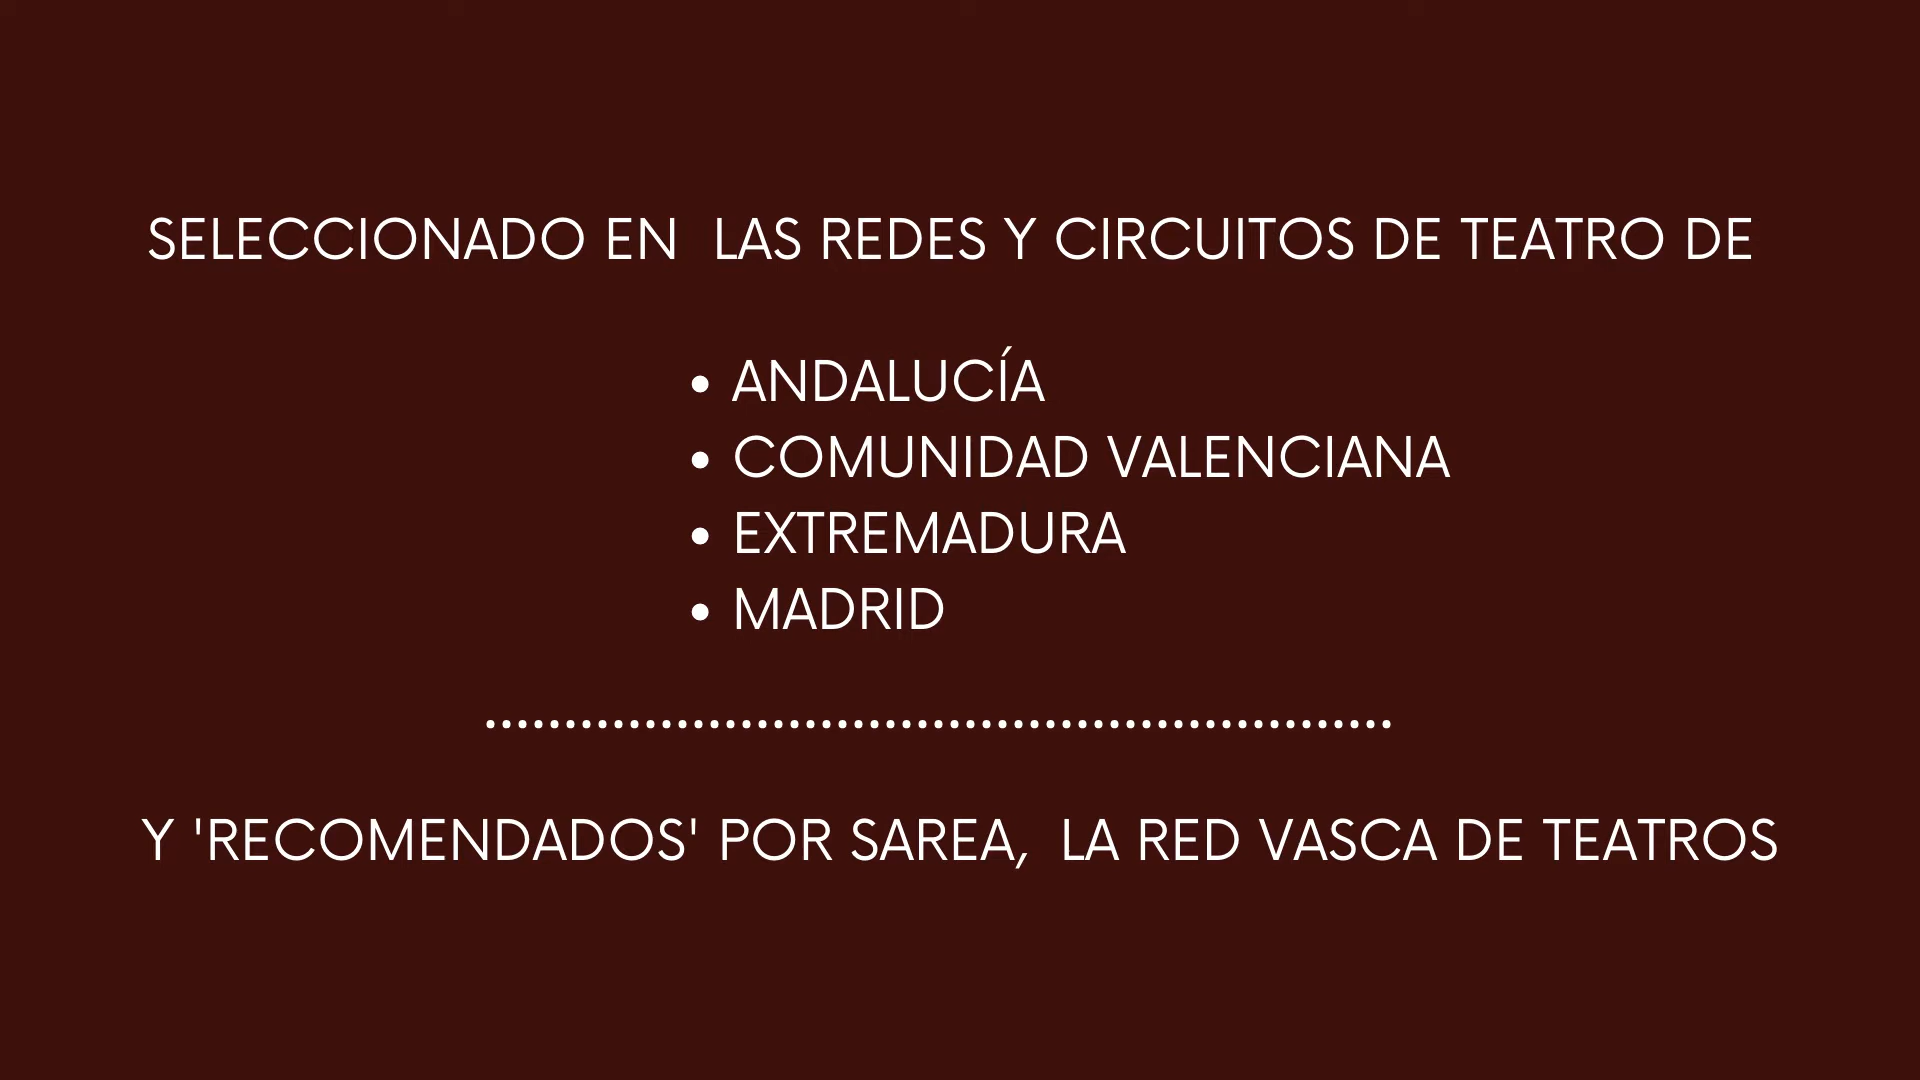 SELECCIONADO EN  LAS REDES Y CIRCUITOS DE TEATRO DE
• ANDALUCÍA
• COMUNIDAD VALENCIANA
• EXTREMADURA
• MADRID
Y 'RECOMENDADOS' POR SAREA,  LA RED VASCA DE TEATROS